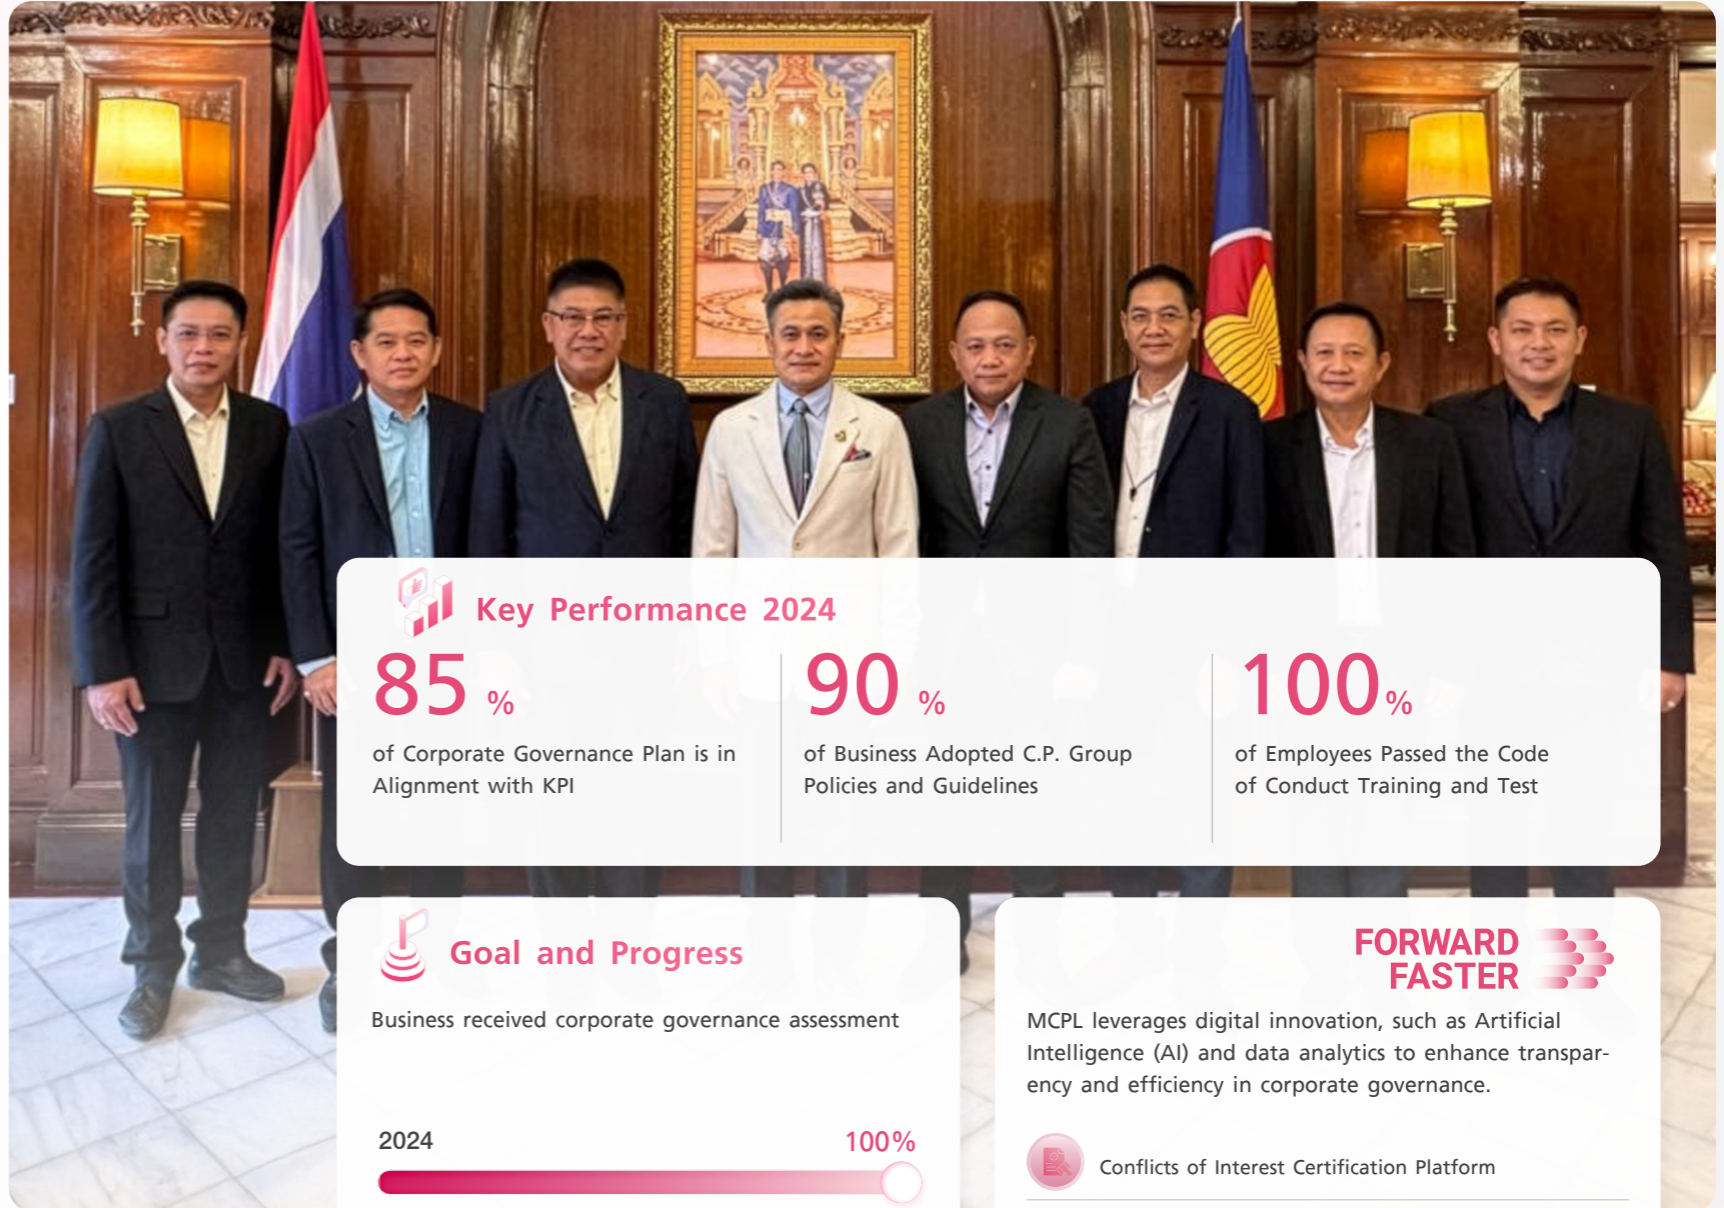 Key Performance 2024
85 %
of Corporate Governance Plan is in
Alignment with KPI
90 %
of Business Adopted C.P. Group
Policies and Guidelines
100%
of Employees Passed the Code
of Conduct Training and Test
Goal and Progress
Business received corporate governance assessment
2024
100%
FORWARD
FASTER
MCPL leverages digital innovation, such as Artificial
Intelligence (AI) and data analytics to enhance transpar-
ency and efficiency in corporate governance.
Conflicts of Interest Certification Platform